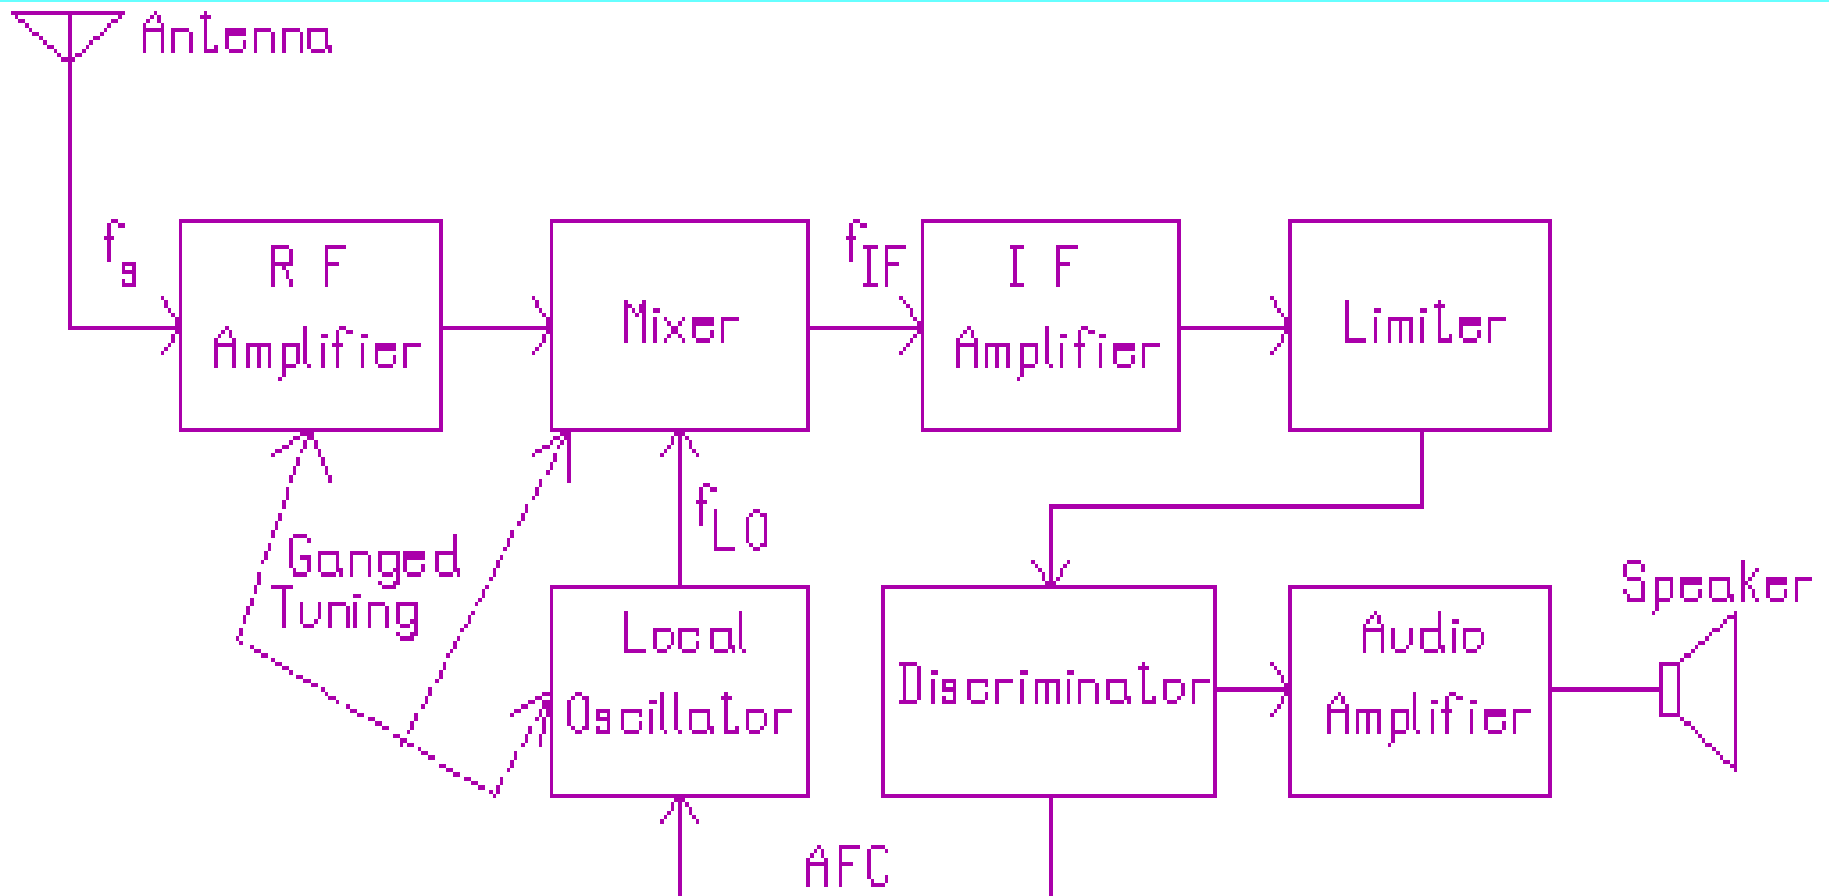 Antenna
fs
R F
Amplifier
Mixer
fIF
I F
Amplifier
Limiter
Ganged
Tuning
fLO
Local
Oscillator
Discriminator
Audio
Amplifier
Speaker
AFC